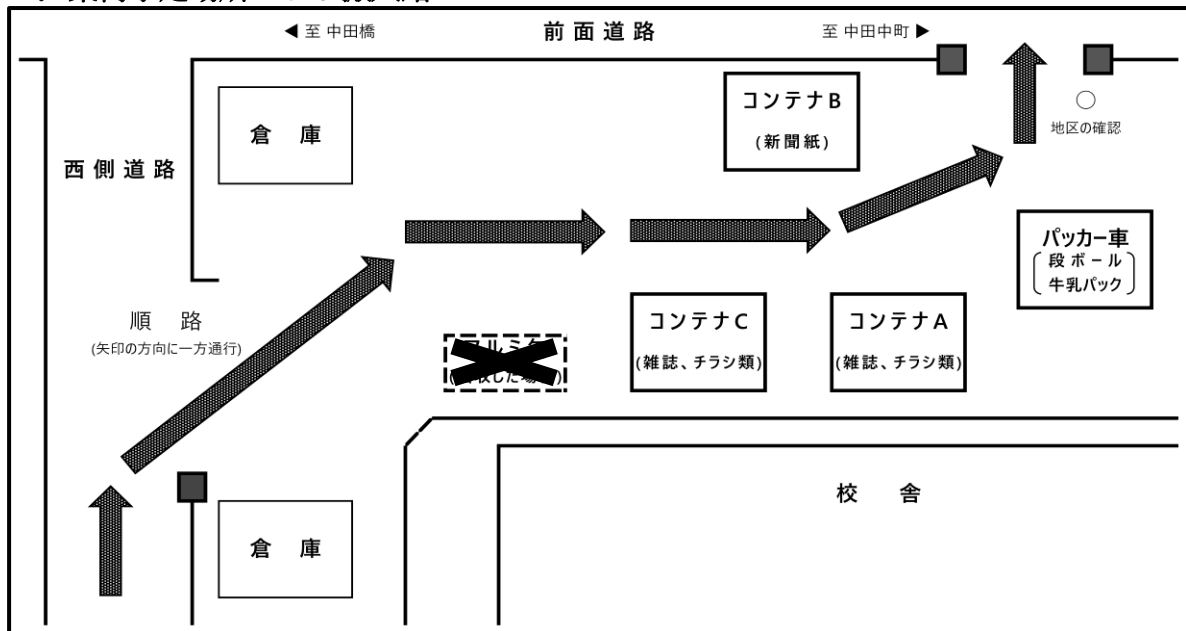 ◀ 至 中田橋
前面道路
至 中田中町 ▶
倉 庫
コンテナB
(新聞紙)
○
地区の確認
西側道路
パッカー車
段ボール
牛乳パック
順 路
(矢印の方向に一方通行)
コンテナC
(雑誌、チラシ類)
コンテナA
(雑誌、チラシ類)
校 舎
倉 庫